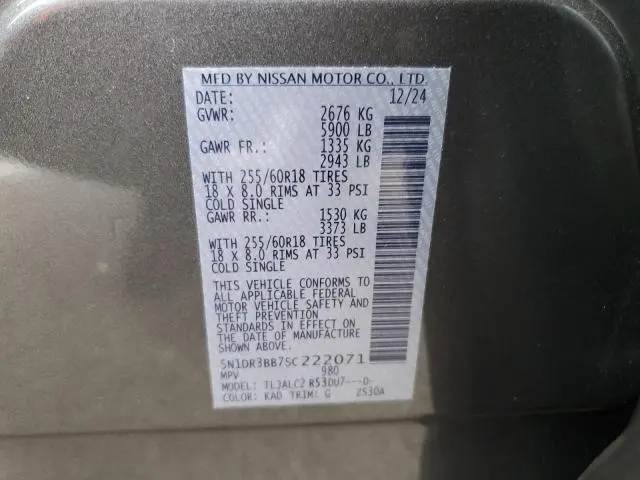 MFD BY NISSAN MOTOR CO., LTD.
DATE: 12/24
GVWR: 2676 KG
5900 LB
GAWR FR.: 1335 KG
2943 LB
WITH 255/60R18 TIRES
18 X 8.0 RIMS AT 33 PSI
COLD SINGLE
GAWR RR.: 1530 KG
3373 LB
WITH 255/60R18 TIRES
18 X 8.0 RIMS AT 33 PSI
COLD SINGLE
THIS VEHICLE CONFORMS TO
ALL APPLICABLE FEDERAL
MOTOR VEHICLE SAFETY AND
THEFT PREVENTION
STANDARDS IN EFFECT ON
THE DATE OF MANUFACTURE
SHOWN ABOVE.
5N1DR3BB7SC222071
MPV 980
MODEL: TLJALC2 R53DU7---D-
COLOR: KAD TRIM: G 2S30A